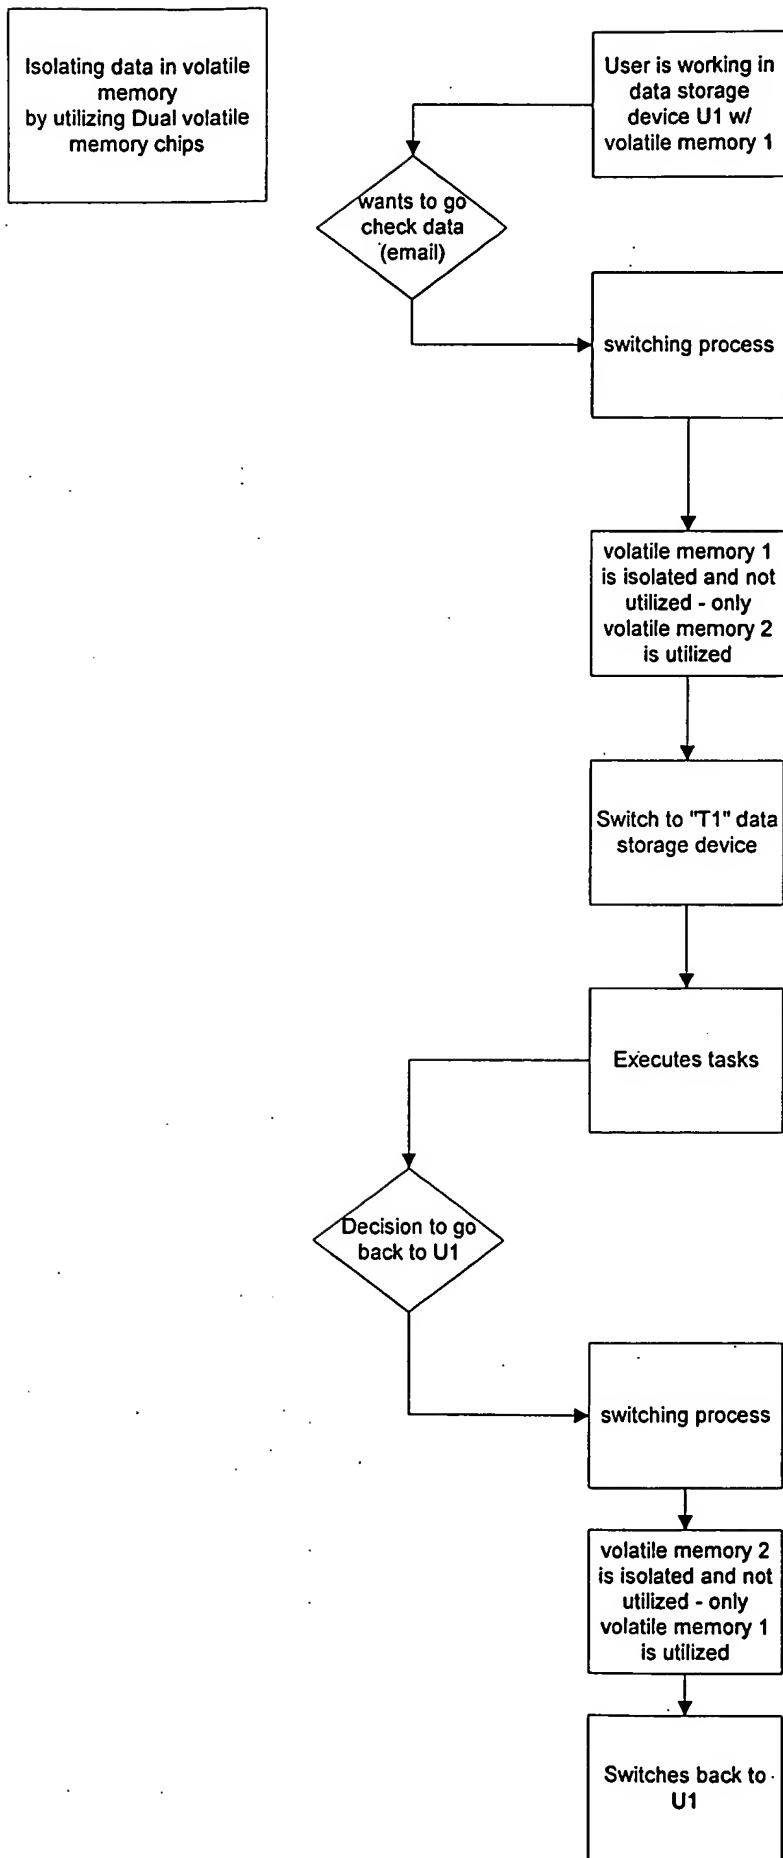 Isolating data in volatile
memory
by utilizing Dual volatile
memory chips
User is working in
data storage
device U1 w/
volatile memory 1
wants to go
check data
(email)
switching process
volatile memory 1
is isolated and not
utilized - only
volatile memory 2
is utilized
Switch to "T1" data
storage device
Executes tasks
Decision to go
back to U1
switching process
volatile memory 2
is isolated and not
utilized - only
volatile memory 1
is utilized
Switches back to
U1